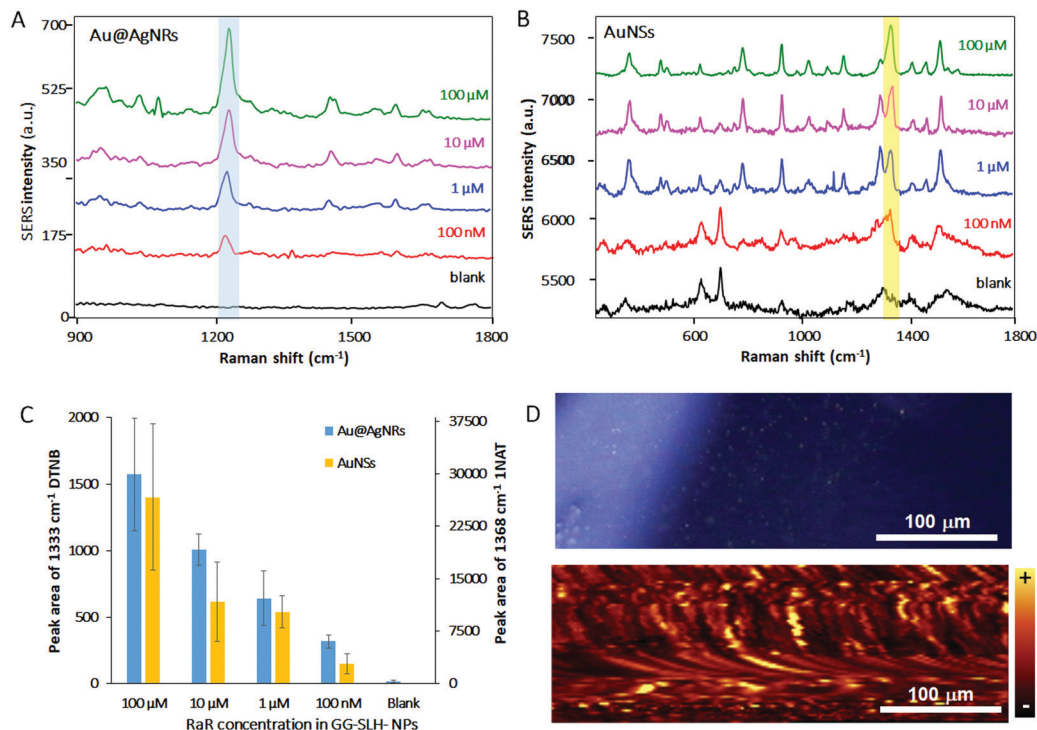 A
Au@AgNRs
SERS intensity (a.u.)
700
525
350
175
0
100 µM
10 µM
1 µM
100 nM
blank
900
1200
1500
1800
Raman shift (cm⁻¹)
B
AuNSs
SERS intensity (a.u.)
7500
7000
6500
6000
5500
100 µM
10 µM
1 µM
100 nM
blank
600
1000
1400
1800
Raman shift (cm⁻¹)
C
Peak area of 1333 cm⁻¹ DTNB
2000
1500
1000
500
0
Au@AgNRs
AuNSs
37500
30000
22500
15000
7500
0
Peak area of 1368 cm⁻¹ 1NAT
100 µM
10 µM
1 µM
100 nM
Blank
RaR concentration in GG-SLH- NPs
D
100 µm
100 µm
+
-